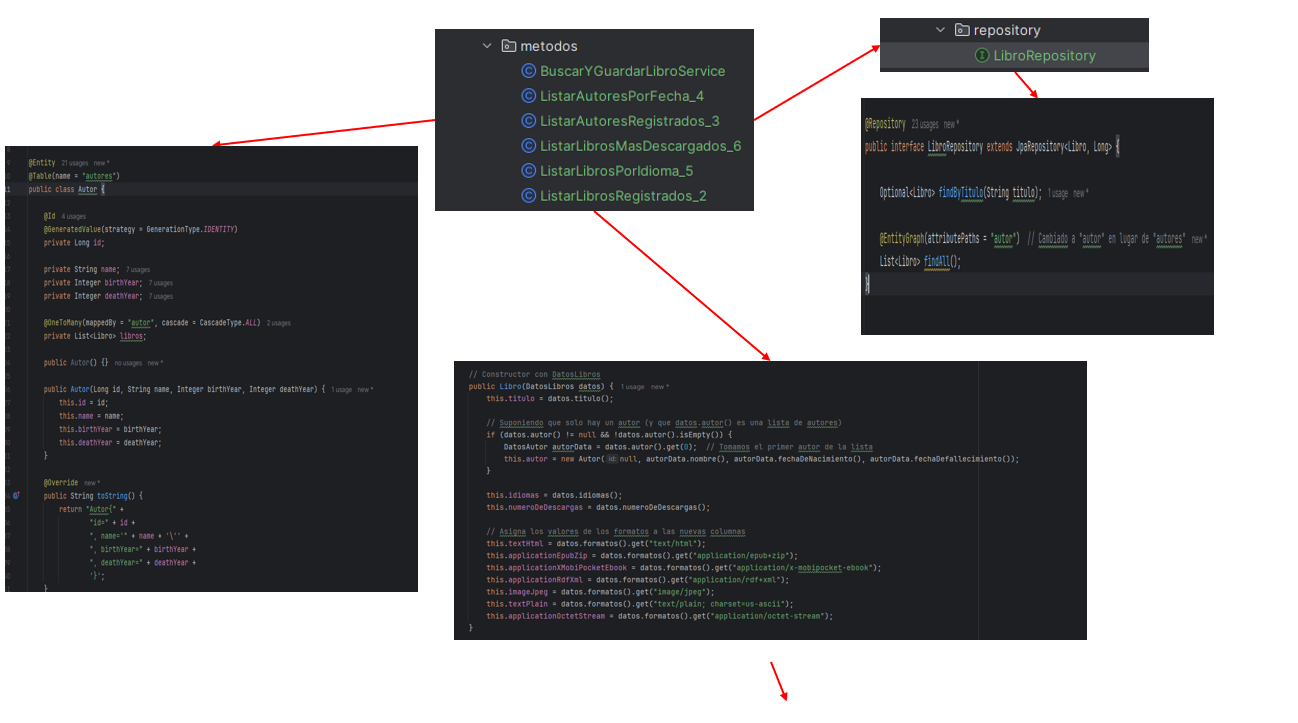 metodos
BuscarYGuardarLibroService
ListarAutoresPorFecha_4
ListarAutoresRegistrados_3
ListarLibrosMasDescargados_6
ListarLibrosPorIdioma_5
ListarLibrosRegistrados_2
repository
LibroRepository
@Repository 23 usages new *
public interface LibroRepository extends JpaRepository<Libro, Long> {
Optional<Libro> findByTitulo(String titulo); 1 usage new *
@EntityGraph(attributePaths = "autor") // Cambiado a "autor" en lugar de "autores" new *
List<Libro> findAll();
}
@Entity 21 usages new *
@Table(name = "autores")
public class Autor {
@Id 4 usages
@GeneratedValue(strategy = GenerationType.IDENTITY)
private Long id;
private String name; 7 usages
private Integer birthYear; 7 usages
private Integer deathYear; 7 usages
@OneToMany(mappedBy = "autor", cascade = CascadeType.ALL) 2 usages
private List<Libro> libros;
public Autor() {} no usages new *
public Autor(Long id, String name, Integer birthYear, Integer deathYear) { 1 usage new *
this.id = id;
this.name = name;
this.birthYear = birthYear;
this.deathYear = deathYear;
}
@Override new *
public String toString() {
return "Autor{" +
"id=" + id +
", name='" + name + '\'' +
", birthYear=" + birthYear +
", deathYear=" + deathYear +
'}';
}
// Constructor con DatosLibros
public Libro(DatosLibros datos) { 1 usage new *
this.titulo = datos.titulo();
// Suponiendo que solo hay un autor (y que datos.autor() es una lista de autores)
if (datos.autor() != null && !datos.autor().isEmpty()) {
DatosAutor autorData = datos.autor().get(0); // Tomamos el primer autor de la lista
this.autor = new Autor( id: null, autorData.nombre(), autorData.fechaDeNacimiento(), autorData.fechaDefallecimiento());
}
this.idiomas = datos.idiomas();
this.numeroDeDescargas = datos.numeroDeDescargas();
// Asigna los valores de los formatos a las nuevas columnas
this.textHtml = datos.formatos().get("text/html");
this.applicationEpubZip = datos.formatos().get("application/epub+zip");
this.applicationXMobiPocketEbook = datos.formatos().get("application/x-mobipocket-ebook");
this.applicationRdfXml = datos.formatos().get("application/rdf+xml");
this.imageJpeg = datos.formatos().get("image/jpeg");
this.textPlain = datos.formatos().get("text/plain; charset=us-ascii");
this.applicationOctetStream = datos.formatos().get("application/octet-stream");
}